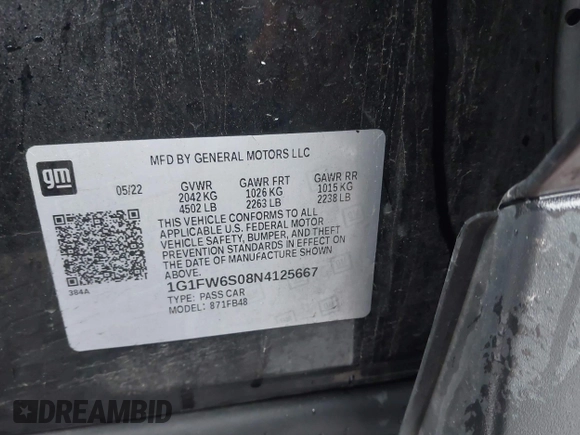 MFD BY GENERAL MOTORS LLC
gm
05/22
GVWR GAWR FRT GAWR RR
2042 KG 1026 KG 1015 KG
4502 LB 2263 LB 2238 LB
THIS VEHICLE CONFORMS TO ALL
APPLICABLE U.S. FEDERAL MOTOR
VEHICLE SAFETY, BUMPER, AND THEFT
PREVENTION STANDARDS IN EFFECT ON
THE DATE OF MANUFACTURE SHOWN
ABOVE.
384A
1G1FW6S08N4125667
TYPE: PASS CAR
MODEL: 871FB48
DREAMBID